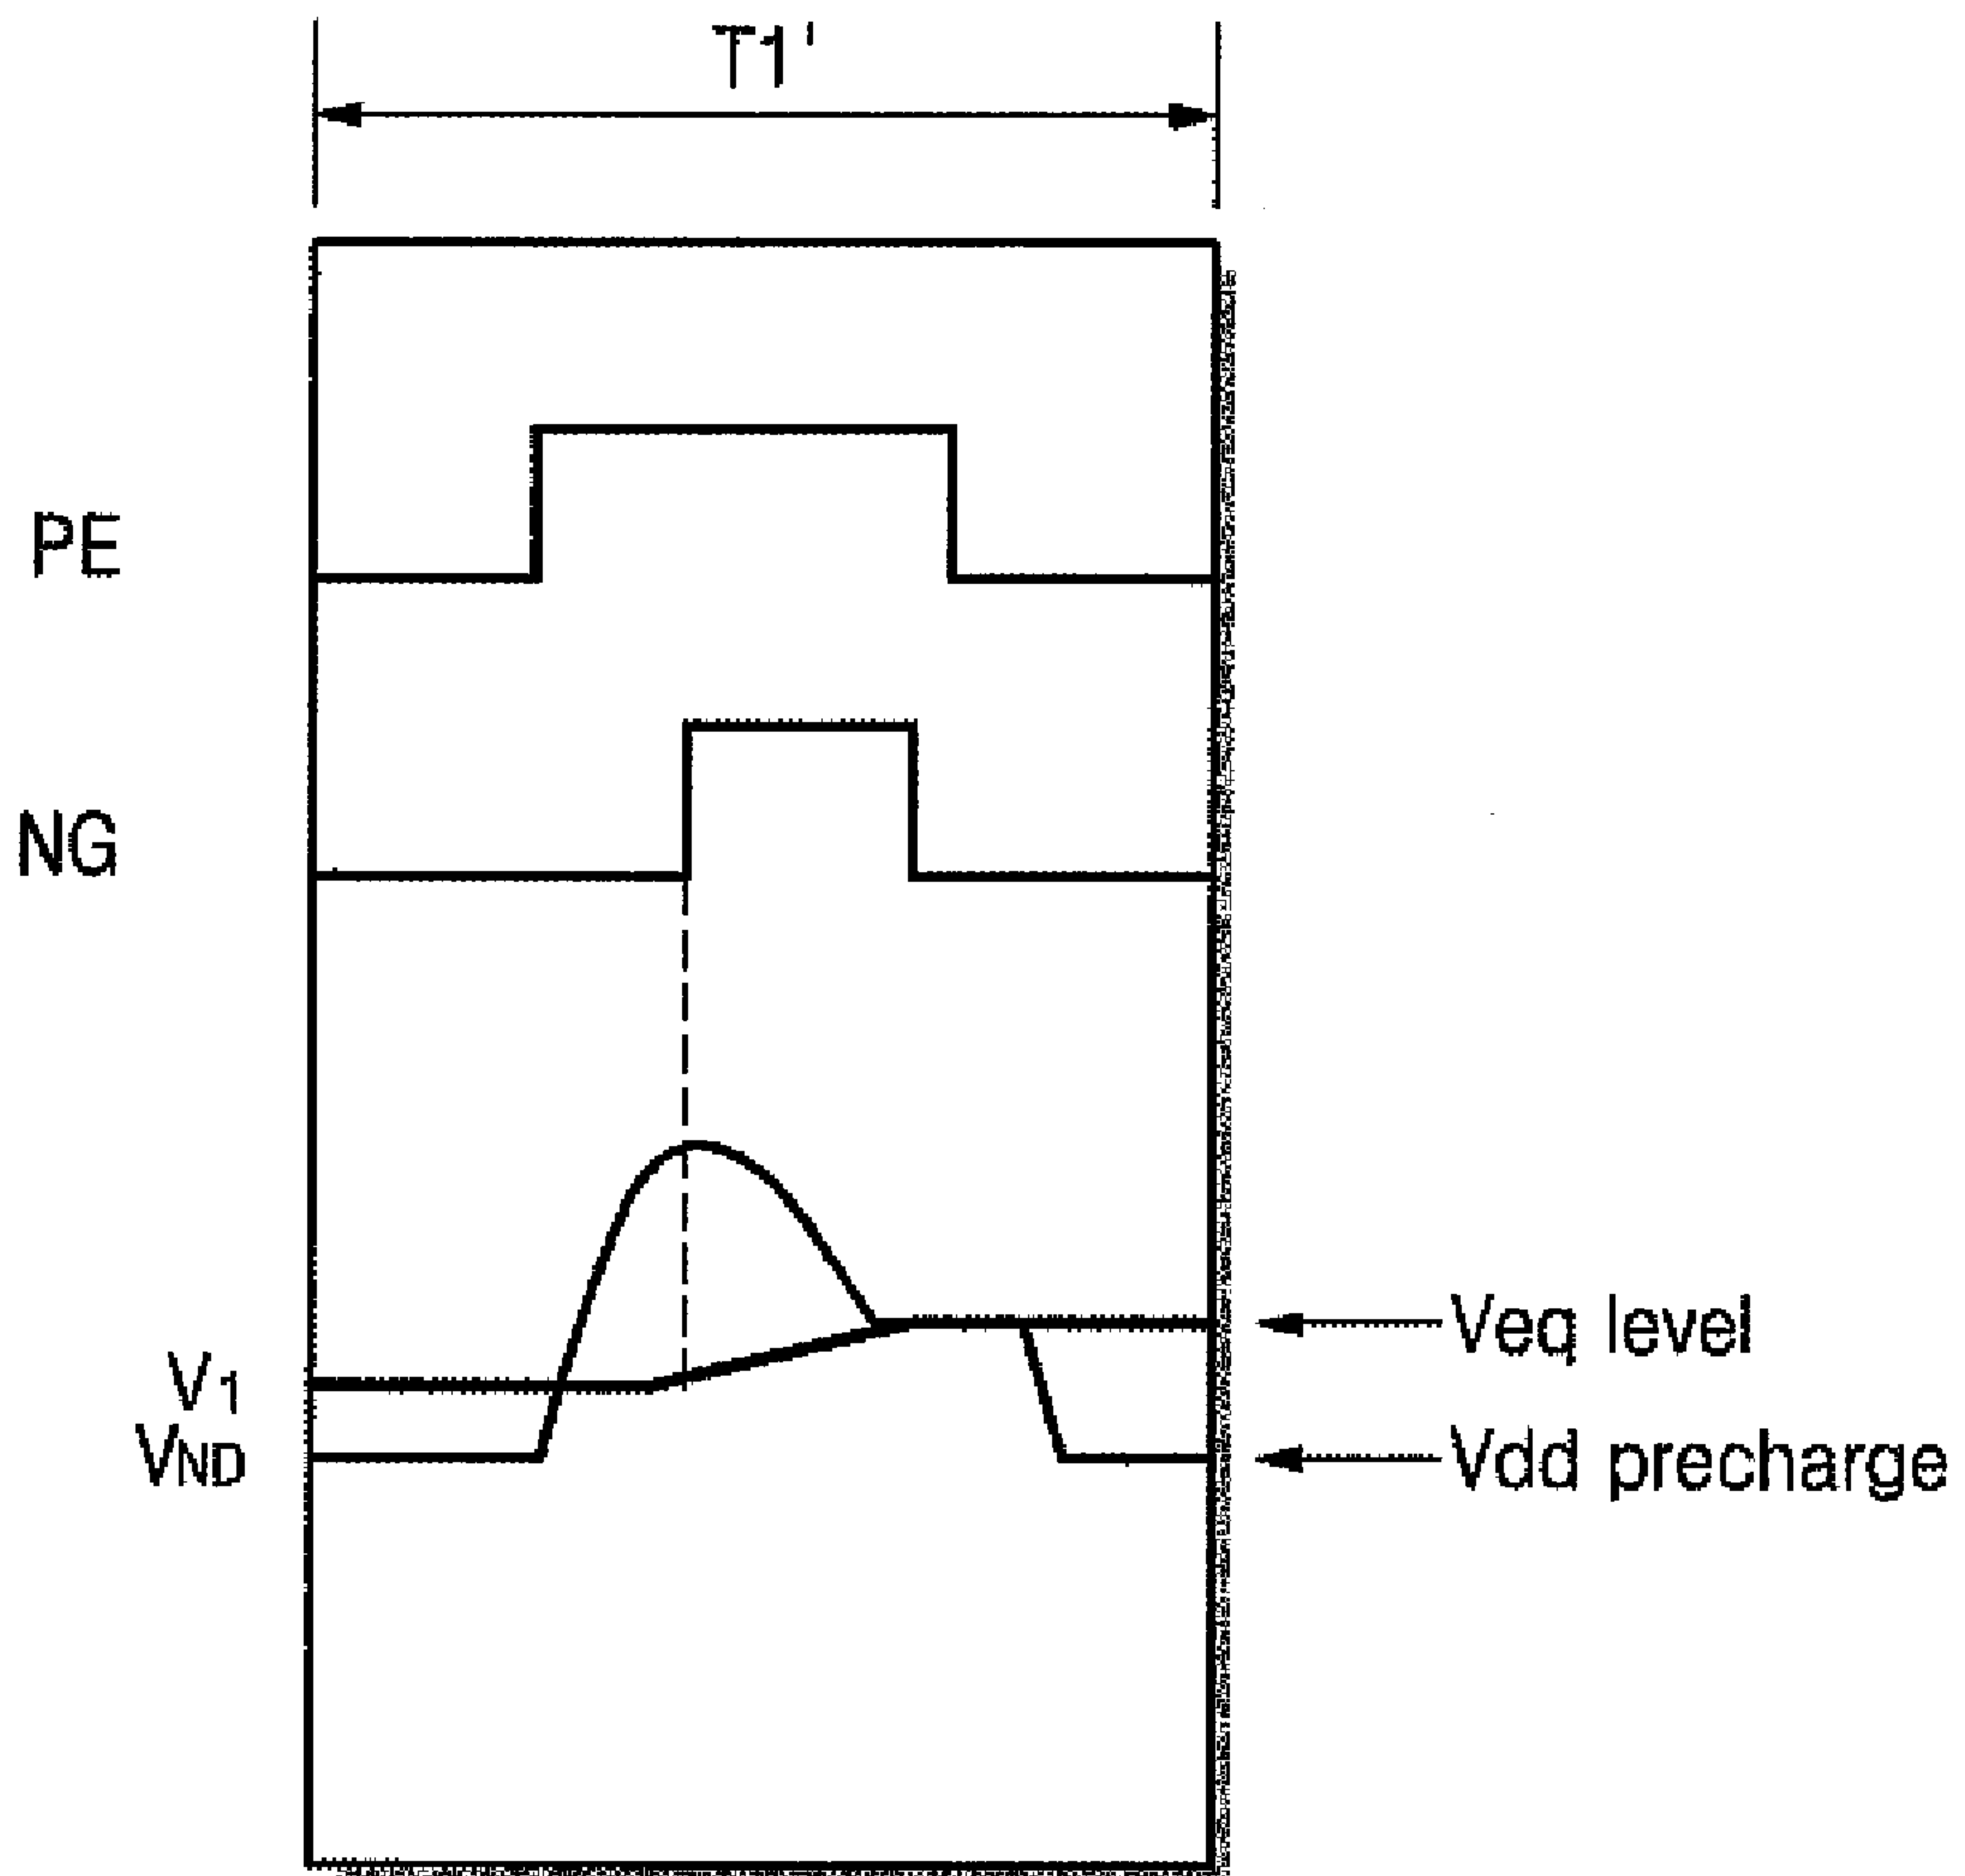 T1'
PE
NG
Veq level
V1
VND
Vdd precharge